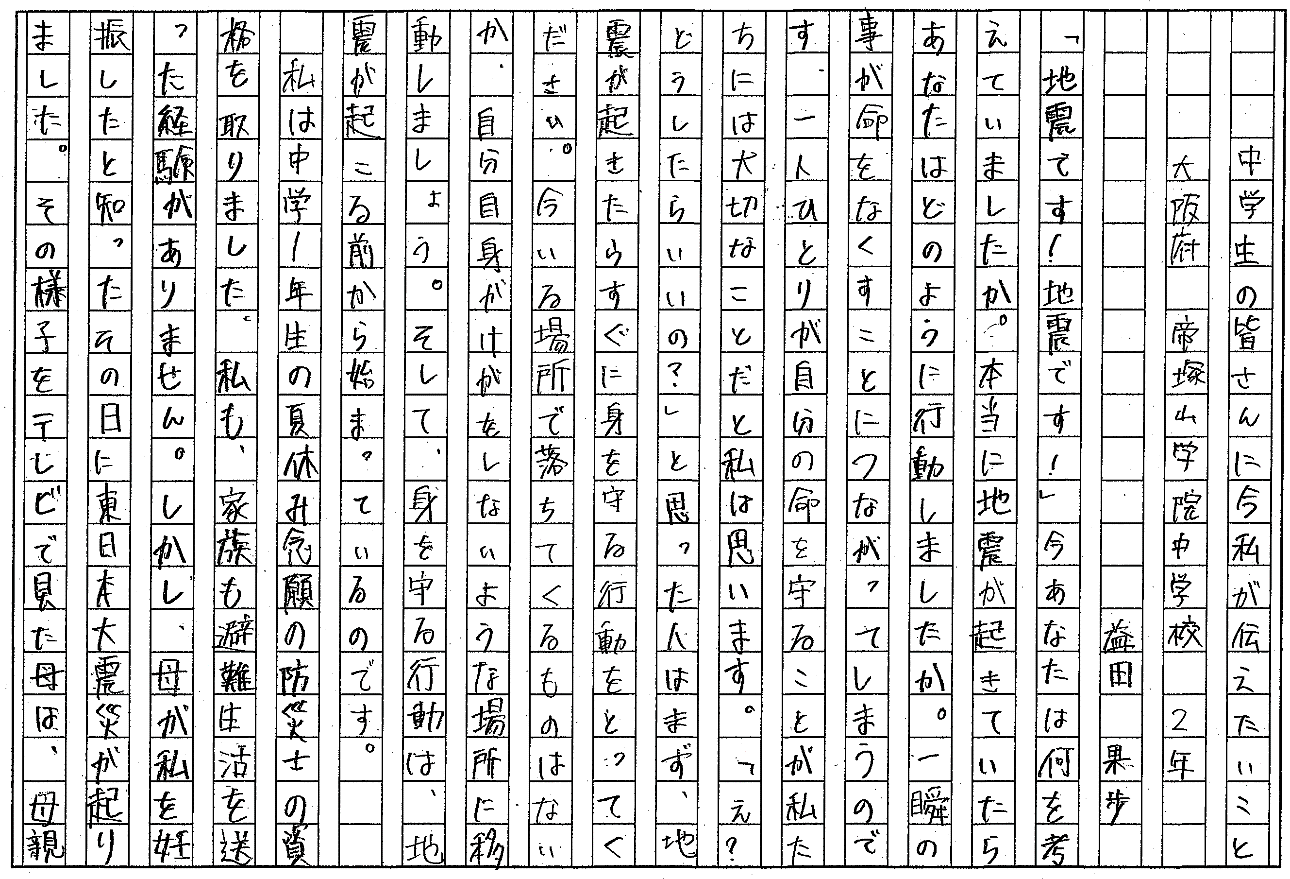 中学生の皆さんに今私が伝えたいこと
大阪府　帝塚山学院中学校　2年
益田　果歩
「地震です!地震です!」今あなたは何を考
えていましたか。本当に地震が起きていたら
あなたはどのように行動しましたか。一瞬の
事が命をなくすことにつながってしまうので
す。一人ひとりが自分の命を守ることが私た
ちには大切なことだと私は思います。「え?
どうしたらいいの?」と思った人はまず、地
震が起きたらすぐに身を守る行動をとってく
ださい。今いる場所で落ちてくるものはない
か、自分自身がけがをしないような場所に移
動しましょう。そして、身を守る行動は、地
震が起こる前から始まっているのです。
私は中学1年生の夏休み念願の防災士の資
格を取りました。私も、家族も避難生活を送
った経験がありません。しかし、母が私を妊
振したと知ったその日に東日本大震災が起り
ました。その様子をテレビで見た母は、母親